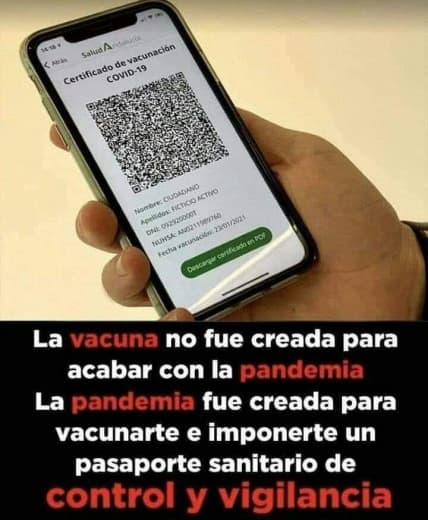 14:18
Atrás
Salud Andalucía
Certificado de vacunación
COVID-19
Nombre: CIUDADANO
Apellidos: FICTICIO ACTIVO
DNI: 09292000T
NUHSA: AN0211989760
Fecha vacunación: 23/01/2021
Descargar certificado en PDF
La vacuna no fue creada para
acabar con la pandemia
La pandemia fue creada para
vacunarte e imponerte un
pasaporte sanitario de
control y vigilancia